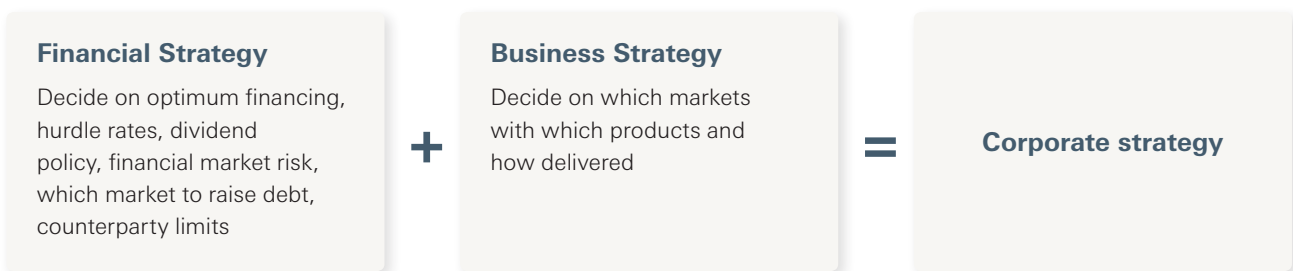 Financial Strategy
Decide on optimum financing,
hurdle rates, dividend
policy, financial market risk,
which market to raise debt,
counterparty limits
+
Business Strategy
Decide on which markets
with which products and
how delivered
=
Corporate strategy